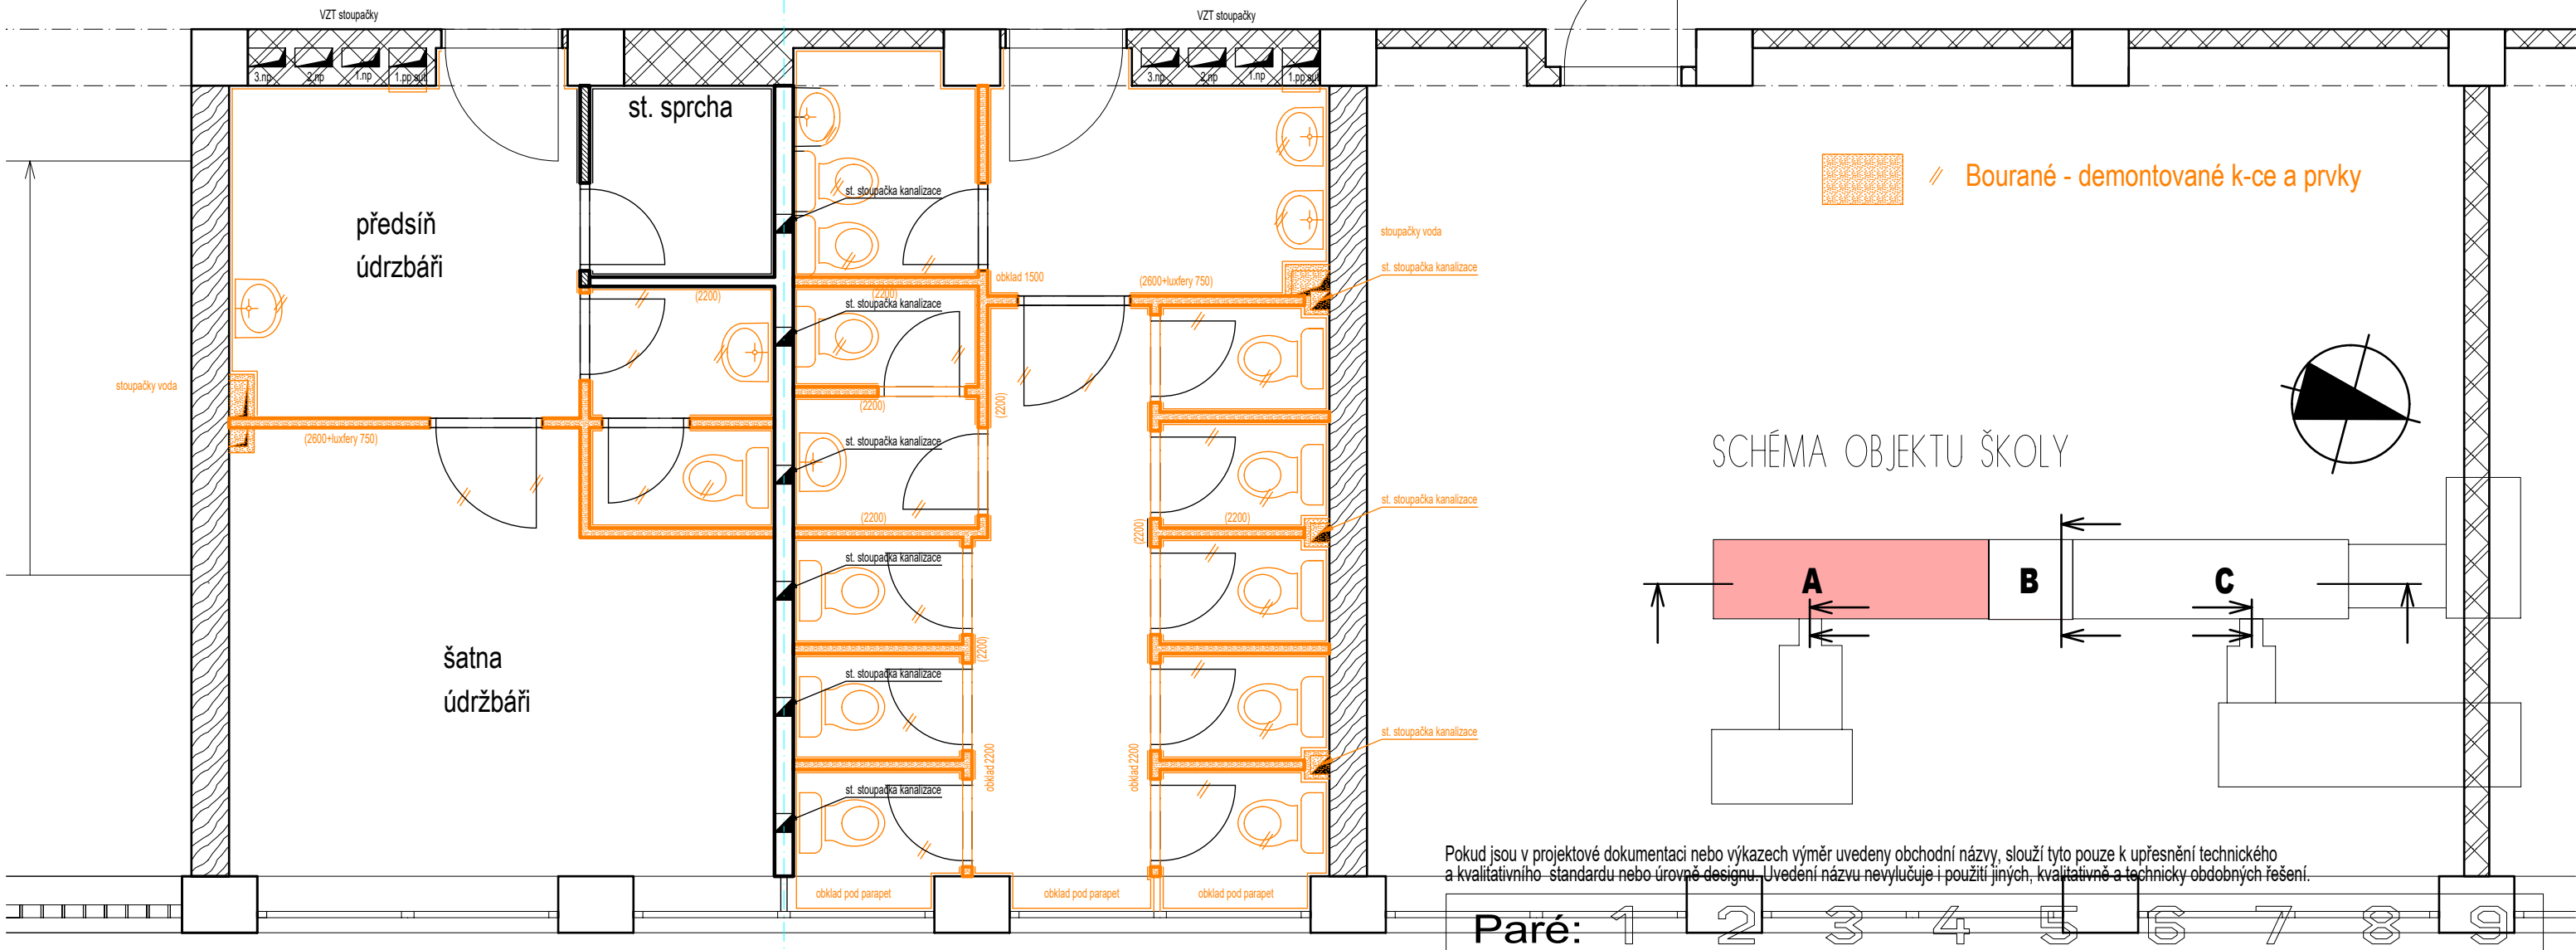 VZT stoupačky
VZT stoupačky
3.np
2.np
1.np
1.pp.sut
3.np
2.np
1.np
1.pp.sut
st. sprcha
předsíň
údrzbáři
st. stoupačka kanalizace
Bourané - demontované k-ce a prvky
stoupačky voda
st. stoupačka kanalizace
obklad 1500
(2600+luxfery 750)
(2200)
(2200)
st. stoupačka kanalizace
stoupačky voda
(2200)
(2200)
(2600+luxfery 750)
st. stoupačka kanalizace
SCHÉMA OBJEKTU ŠKOLY
st. stoupačka kanalizace
(2200)
(2200)
(2200)
st. stoupačka kanalizace
A
B
C
šatna
údržbáři
(2200)
st. stoupačka kanalizace
st. stoupačka kanalizace
obklad 2200
obklad 2200
st. stoupačka kanalizace
Pokud jsou v projektové dokumentaci nebo výkazech výměr uvedeny obchodní názvy, slouží tyto pouze k upřesnění technického
a kvalitativního standardu nebo úrovně designu. Uvedení názvu nevylučuje i použití jiných, kvalitativně a technicky obdobných řešení.
obklad pod parapet
obklad pod parapet
obklad pod parapet
Paré: 1 2 3 4 5 6 7 8 9